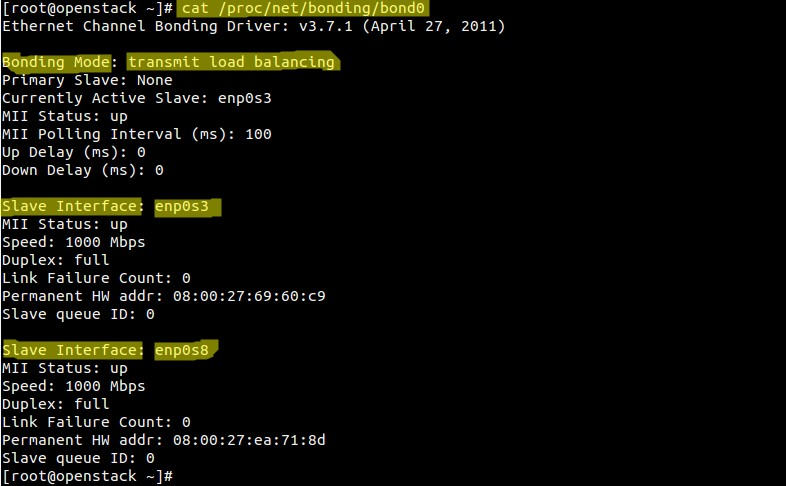 [root@openstack ~]# cat /proc/net/bonding/bond0
Ethernet Channel Bonding Driver: v3.7.1 (April 27, 2011)
Bonding Mode: transmit load balancing
Primary Slave: None
Currently Active Slave: enp0s3
MII Status: up
MII Polling Interval (ms): 100
Up Delay (ms): 0
Down Delay (ms): 0
Slave Interface: enp0s3
MII Status: up
Speed: 1000 Mbps
Duplex: full
Link Failure Count: 0
Permanent HW addr: 08:00:27:69:60:c9
Slave queue ID: 0
Slave Interface: enp0s8
MII Status: up
Speed: 1000 Mbps
Duplex: full
Link Failure Count: 0
Permanent HW addr: 08:00:27:ea:71:8d
Slave queue ID: 0
[root@openstack ~]#